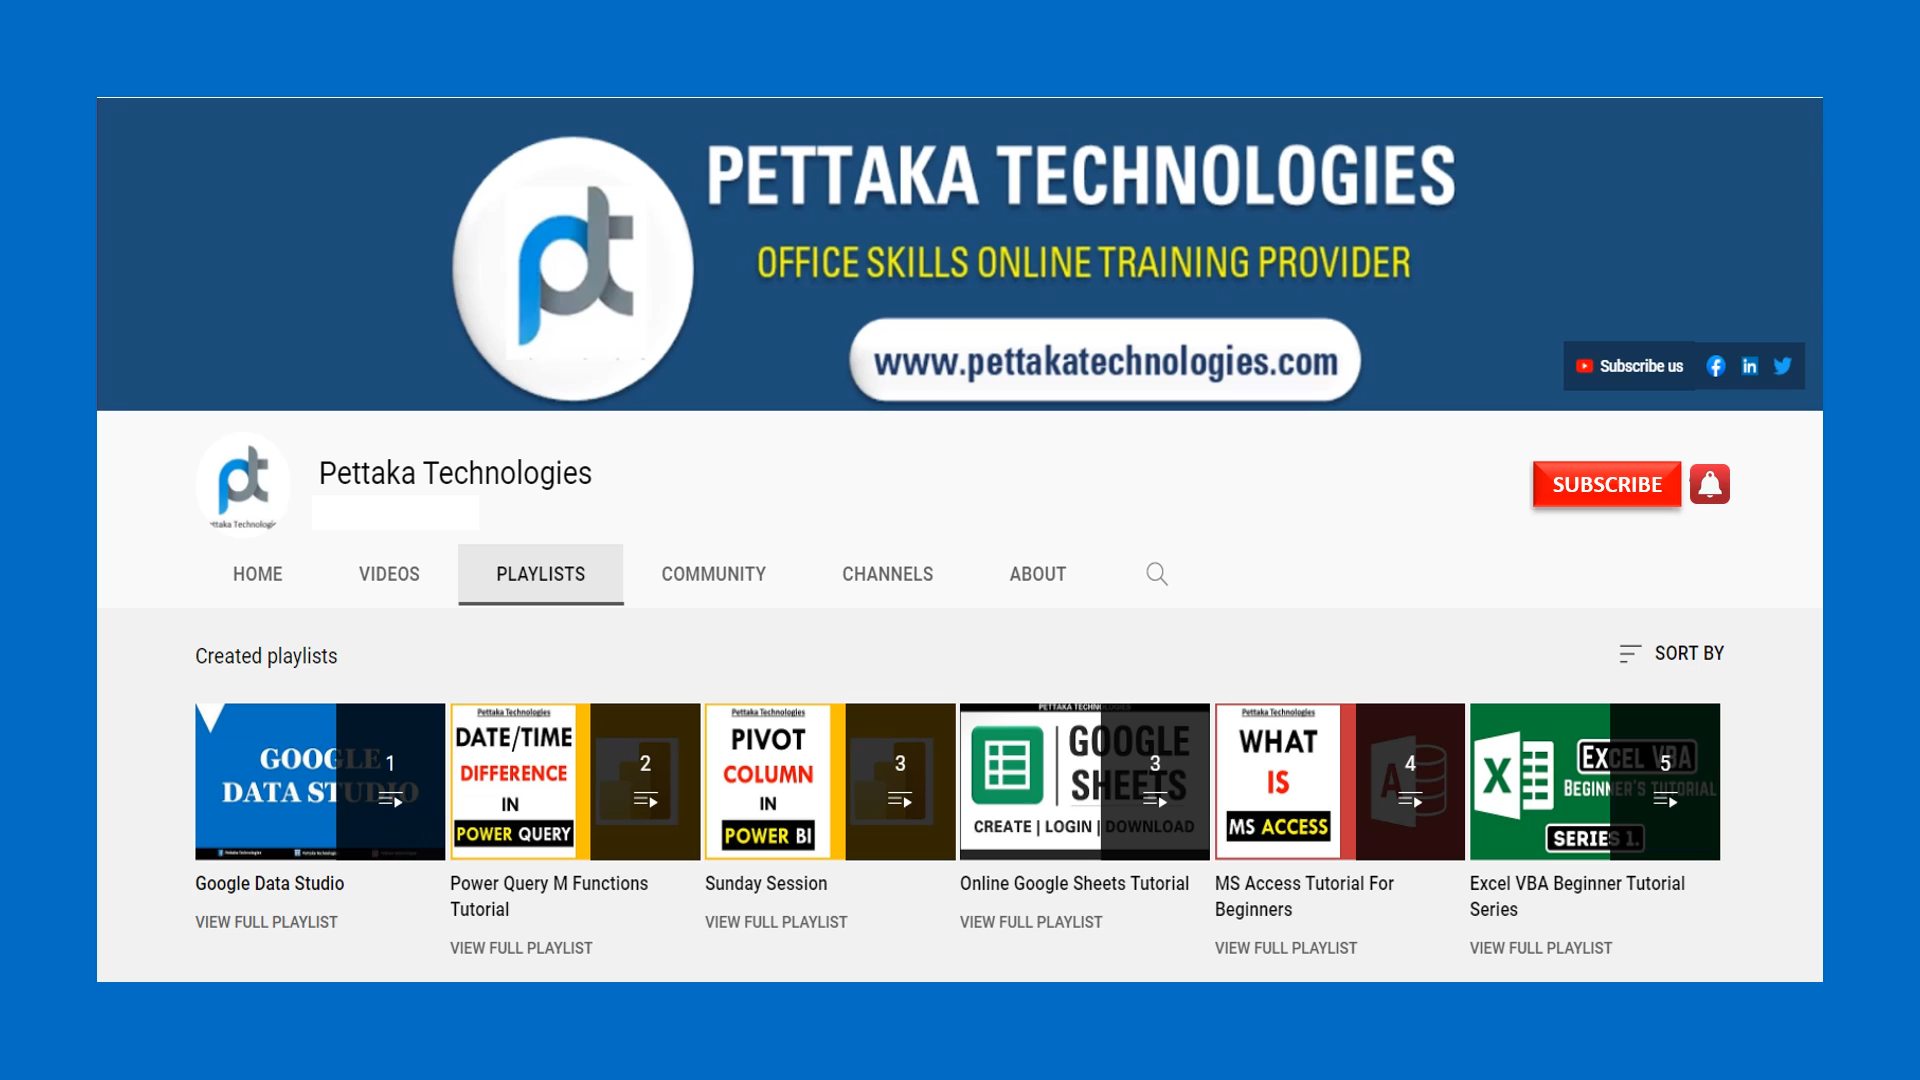 PETTAKA TECHNOLOGIES
OFFICE SKILLS ONLINE TRAINING PROVIDER
www.pettakatechnologies.com
Subscribe us
Pettaka Technologies
SUBSCRIBE
HOME
VIDEOS
PLAYLISTS
COMMUNITY
CHANNELS
ABOUT
Created playlists
SORT BY
GOOGLE
DATA STUDIO
1
Google Data Studio
VIEW FULL PLAYLIST
Pettaka Technologies
DATE/TIME
DIFFERENCE
IN
POWER QUERY
2
Power Query M Functions
Tutorial
VIEW FULL PLAYLIST
Pettaka Technologies
PIVOT
COLUMN
IN
POWER BI
3
Sunday Session
VIEW FULL PLAYLIST
PETTAKA TECHNOLOGIES
GOOGLE
SHEETS
CREATE | LOGIN | DOWNLOAD
3
Online Google Sheets Tutorial
VIEW FULL PLAYLIST
Pettaka Technologies
WHAT
IS
MS ACCESS
4
MS Access Tutorial For
Beginners
VIEW FULL PLAYLIST
EXCEL VBA
BEGINNER'S TUTORIAL
SERIES 1.
5
Excel VBA Beginner Tutorial
Series
VIEW FULL PLAYLIST